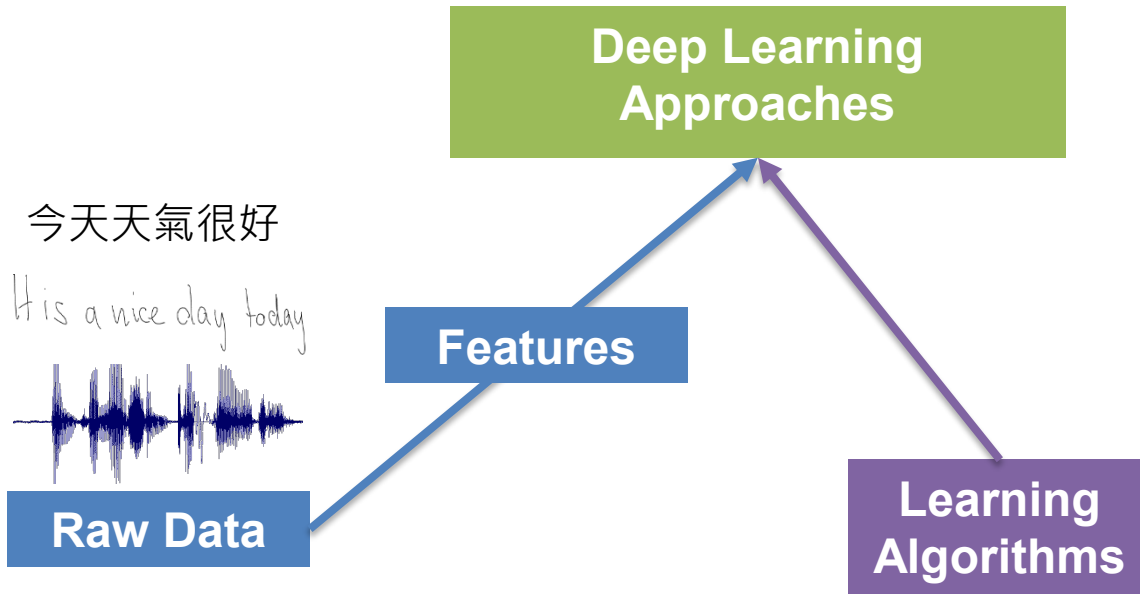 Deep Learning
Approaches
今天天氣很好
It is a nice day today
Features
Raw Data
Learning
Algorithms